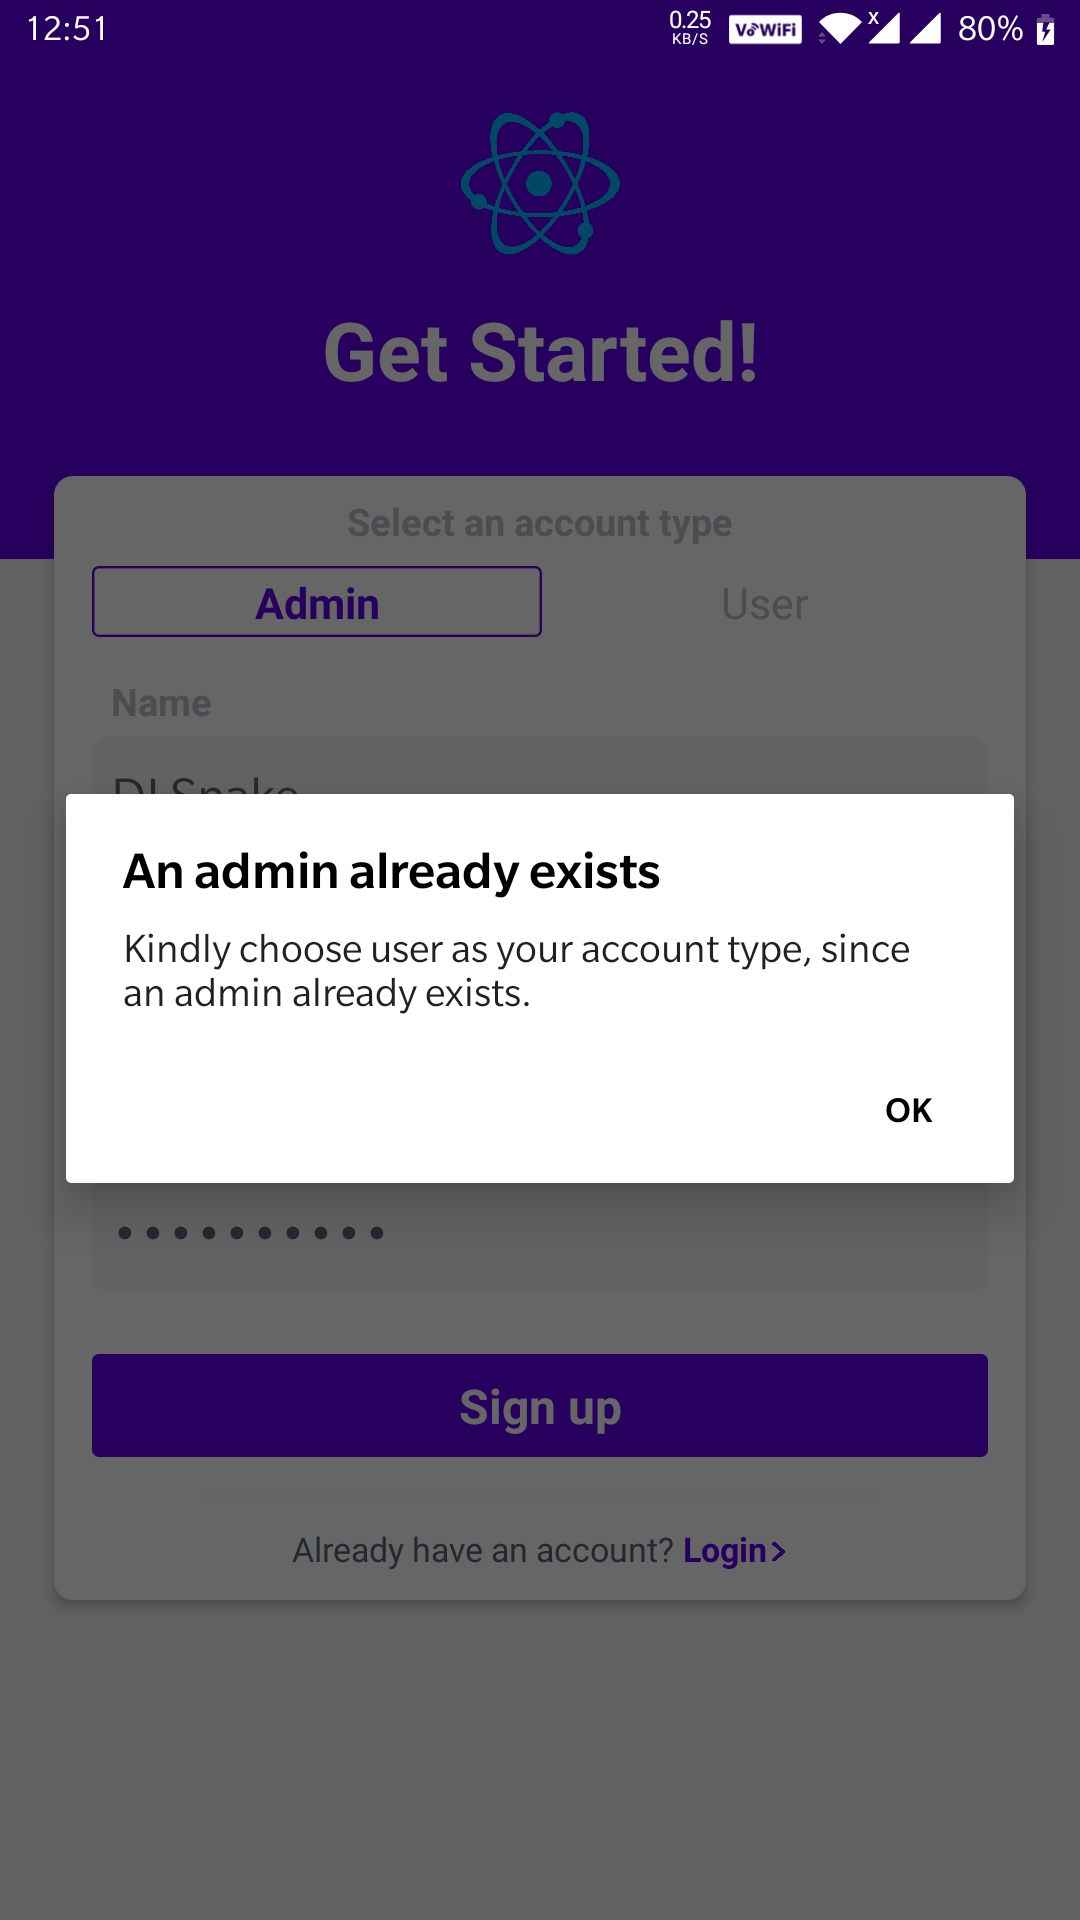 12:51
0.25
KB/S
VoWiFi
X
80%
Get Started!
Select an account type
Admin
User
Name
DJ Snake
An admin already exists
Kindly choose user as your account type, since
an admin already exists.
OK
Sign up
Already have an account? Login>